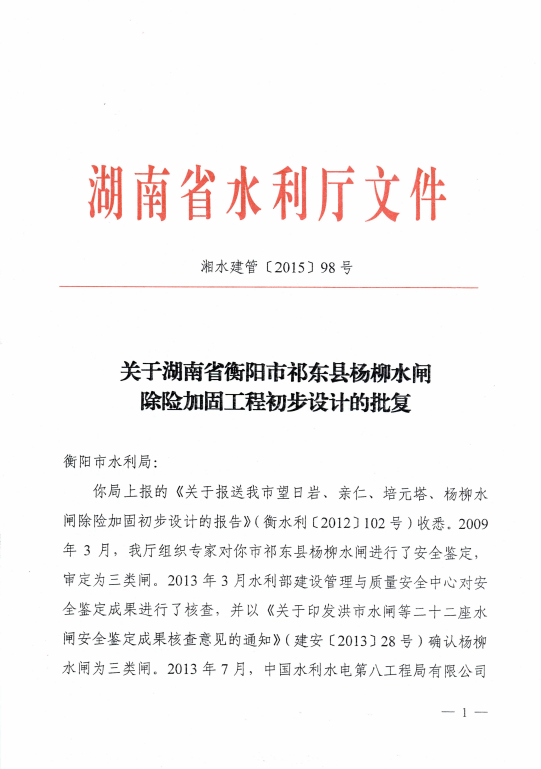 湖南省水利厅文件
湘水建管〔2015〕98 号
关于湖南省衡阳市祁东县杨柳水闸
除险加固工程初步设计的批复
衡阳市水利局：
你局上报的《关于报送我市望日岩、亲仁、培元塔、杨柳水
闸除险加固初步设计的报告》（衡水利〔2012〕102 号）收悉。2009
年 3 月，我厅组织专家对你市祁东县杨柳水闸进行了安全鉴定，
审定为三类闸。2013 年 3 月水利部建设管理与质量安全中心对安
全鉴定成果进行了核查，并以《关于印发洪市水闸等二十二座水
闸安全鉴定成果核查意见的通知》（建安〔2013〕28 号）确认杨柳
水闸为三类闸。2013 年 7 月，中国水利水电第八工程局有限公司
— 1 —